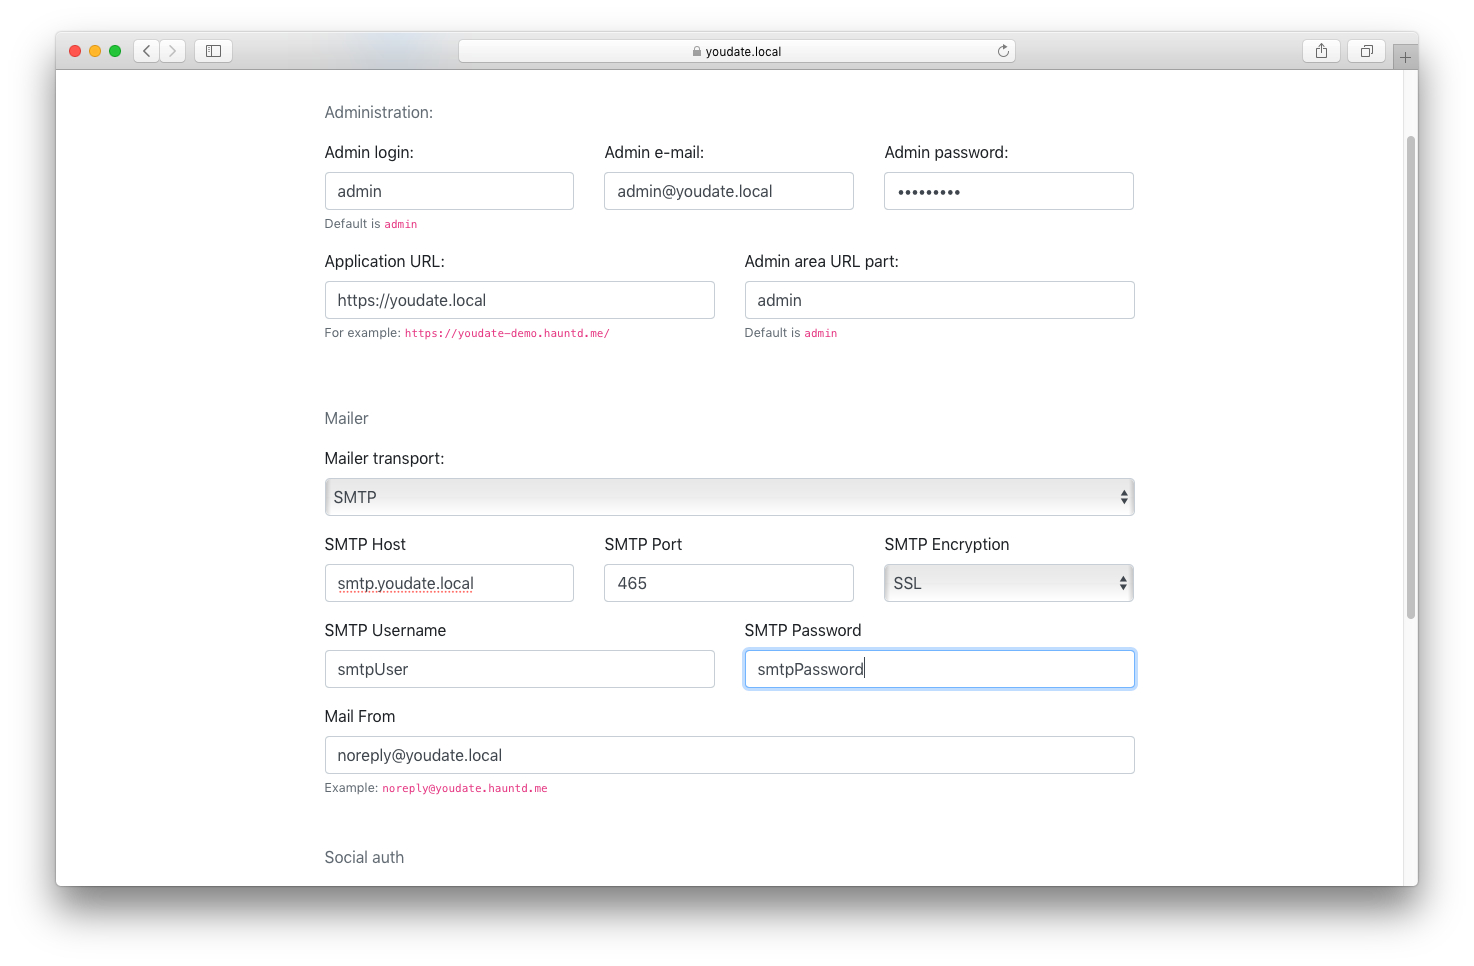 youdate.local
Administration:
Admin login: Admin e-mail: Admin password:
admin admin@youdate.local •••••••••
Default is admin
Application URL: Admin area URL part:
https://youdate.local admin
For example: https://youdate-demo.hauntd.me/ Default is admin
Mailer
Mailer transport:
SMTP
SMTP Host SMTP Port SMTP Encryption
smtp.youdate.local 465 SSL
SMTP Username SMTP Password
smtpUser smtpPassword
Mail From
noreply@youdate.local
Example: noreply@youdate.hauntd.me
Social auth